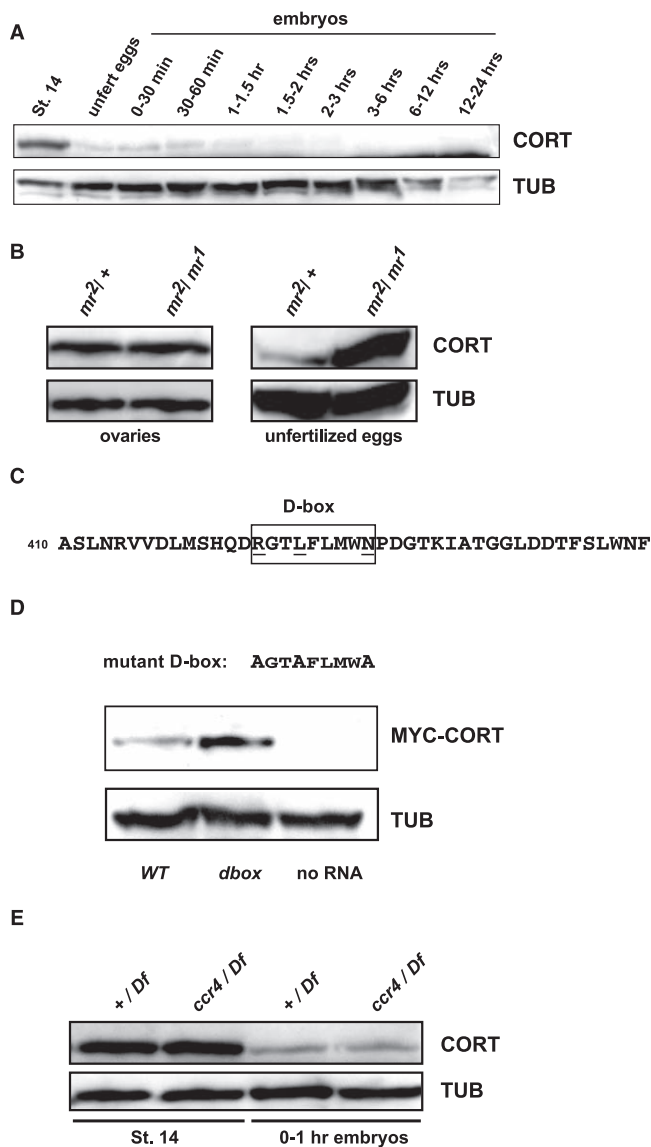 A
embryos
St. 14
unfert eggs
0-30 min
30-60 min
1-1.5 hr
1.5-2 hrs
2-3 hrs
3-6 hrs
6-12 hrs
12-24 hrs
CORT
TUB
B
mr2/ +
mr2/ mr1
mr2/ +
mr2/ mr1
CORT
TUB
ovaries
unfertilized eggs
C
D-box
410 ASLNRVVDLMSHQDRGTLFLMWNPDGTKIATGGLDDTFSLWNF
D
mutant D-box: AGTAFLMWA
MYC-CORT
TUB
WT dbox no RNA
E
+ / Df
ccr4 / Df
+ / Df
ccr4 / Df
CORT
TUB
St. 14
0-1 hr embryos